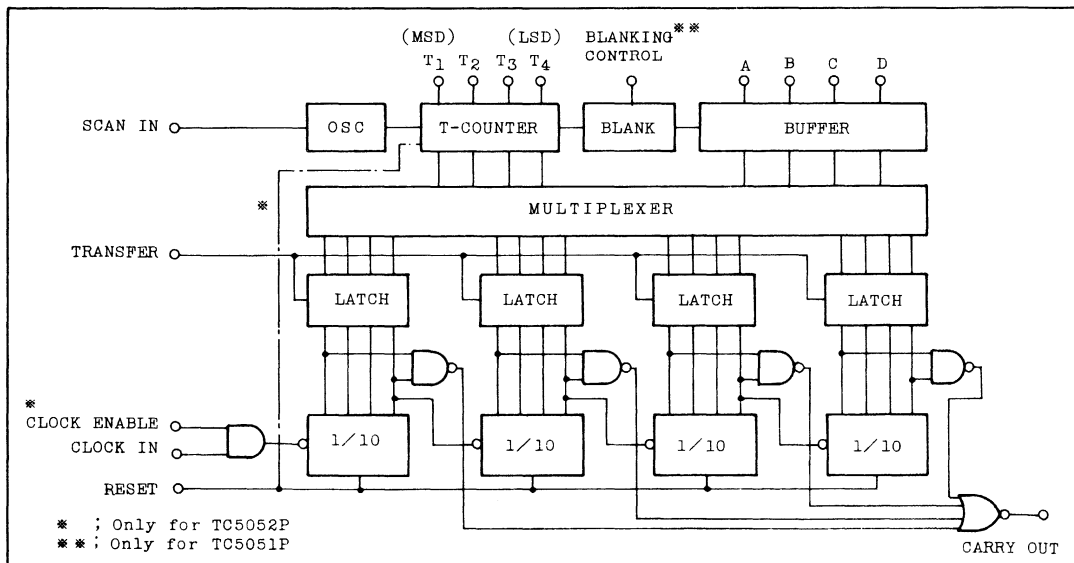 ※
(MSD) (LSD) BLANKING※※
CONTROL
T1 T2 T3 T4 A B C D
SCAN IN OSC T-COUNTER BLANK BUFFER
※ MULTIPLEXER
TRANSFER
LATCH LATCH LATCH LATCH
※
CLOCK ENABLE
CLOCK IN 1/10 1/10 1/10 1/10
RESET
※ ; Only for TC5052P
※※; Only for TC5051P
CARRY OUT